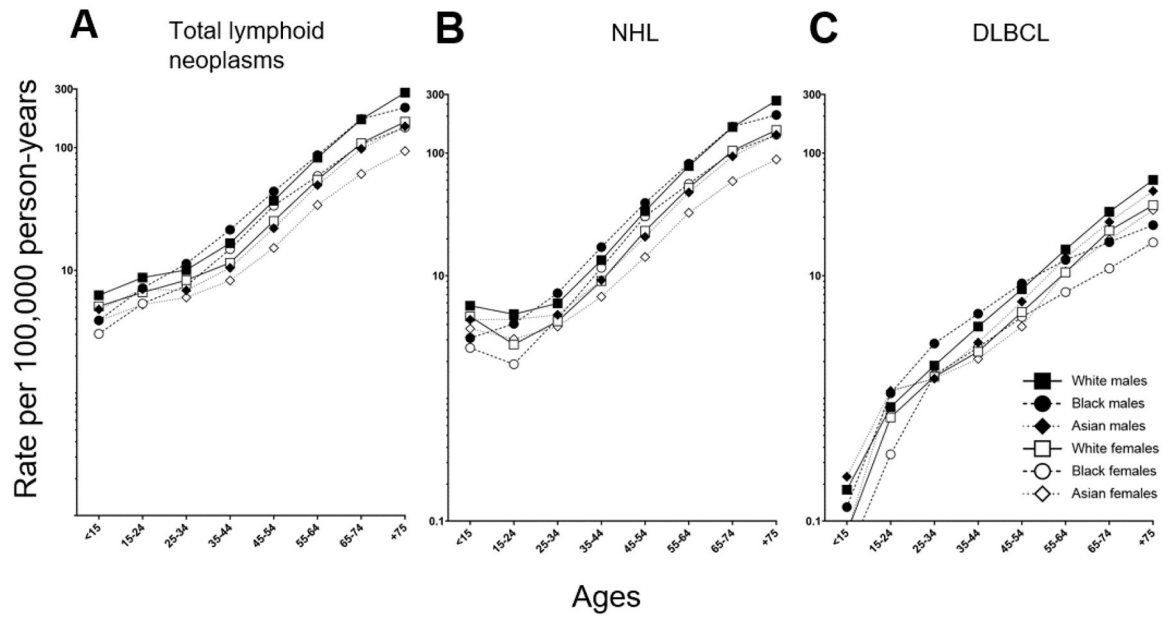 A
Total lymphoid
neoplasms
B
NHL
C
DLBCL
Rate per 100,000 person-years
300
100
10
<15
15-24
25-34
35-44
45-54
55-64
65-74
+75
300
100
10
0.1
<15
15-24
25-34
35-44
45-54
55-64
65-74
+75
300
100
10
0.1
<15
15-24
25-34
35-44
45-54
55-64
65-74
+75
White males
Black males
Asian males
White females
Black females
Asian females
Ages